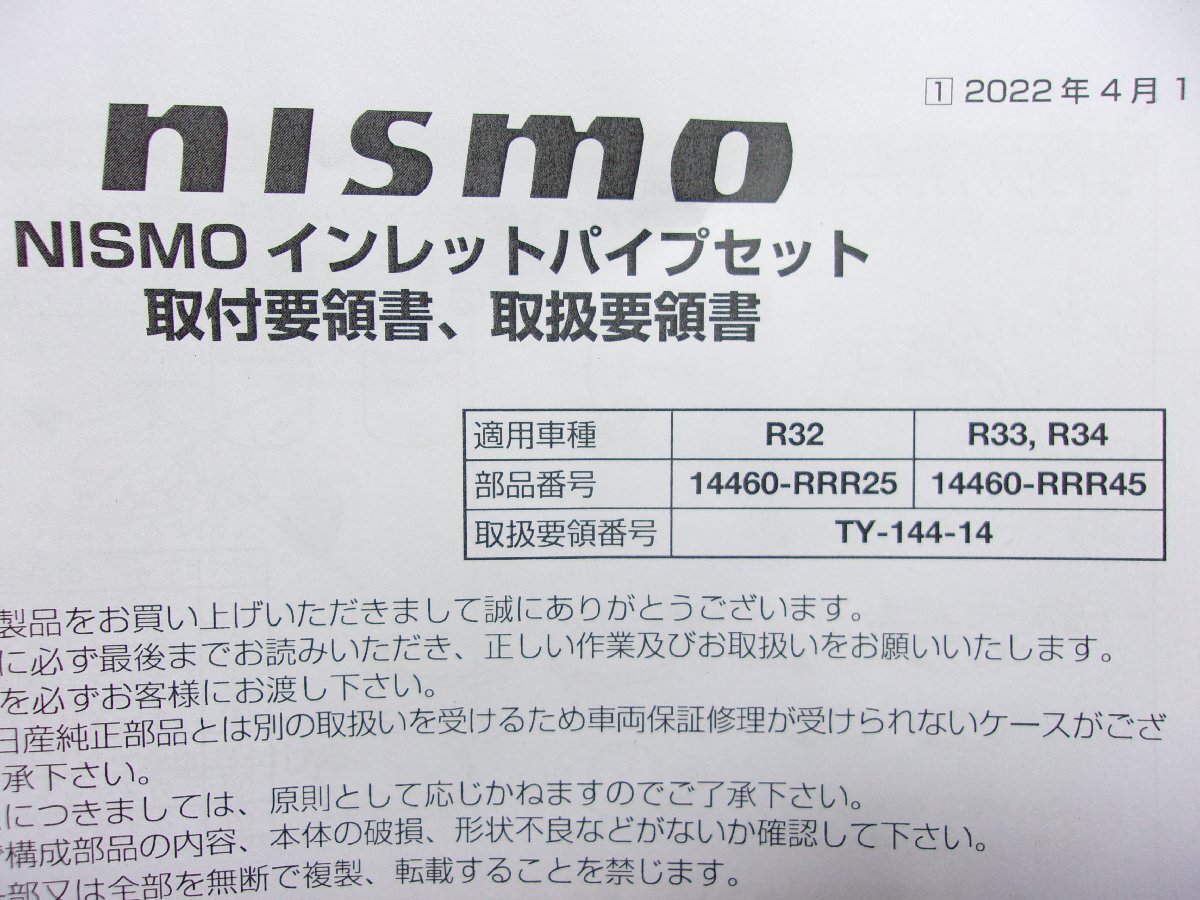 1 2022年4月1
nismo
NISMO インレットパイプセット
取付要領書、取扱要領書
適用車種 R32 R33, R34
部品番号 14460-RRR25 14460-RRR45
取扱要領番号 TY-144-14
製品をお買い上げいただきまして誠にありがとうございます。
に必ず最後までお読みいただき、正しい作業及びお取扱いをお願いいたします。
を必ずお客様にお渡し下さい。
日産純正部品とは別の取扱いを受けるため車両保証修理が受けられないケースがござ
承下さい。
につきましては、原則として応じかねますのでご了承下さい。
構成部品の内容、本体の破損、形状不良などがないか確認して下さい。
部又は全部を無断で複製、転載することを禁じます。